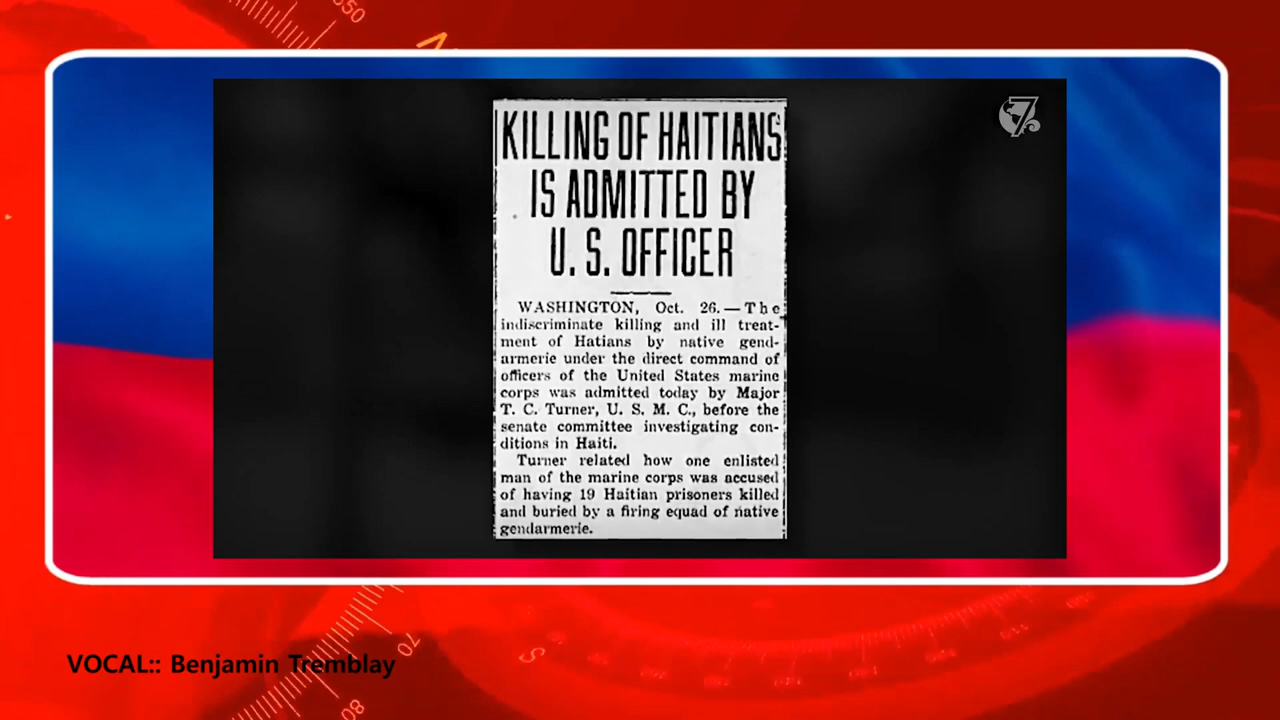 350
7
KILLING OF HAITIANS
IS ADMITTED BY
U. S. OFFICER
WASHINGTON, Oct. 26.—The
indiscriminate killing and ill treat-
ment of Hatians by native gend-
armerie under the direct command of
officers of the United States marine
corps was admitted today by Major
T. C. Turner, U. S. M. C., before the
senate committee investigating con-
ditions in Haiti.
Turner related how one enlisted
man of the marine corps was accused
of having 19 Haitian prisoners killed
and buried by a firing equad of native
gendarmerie.
70
S
80
VOCAL:: Benjamin Tremblay